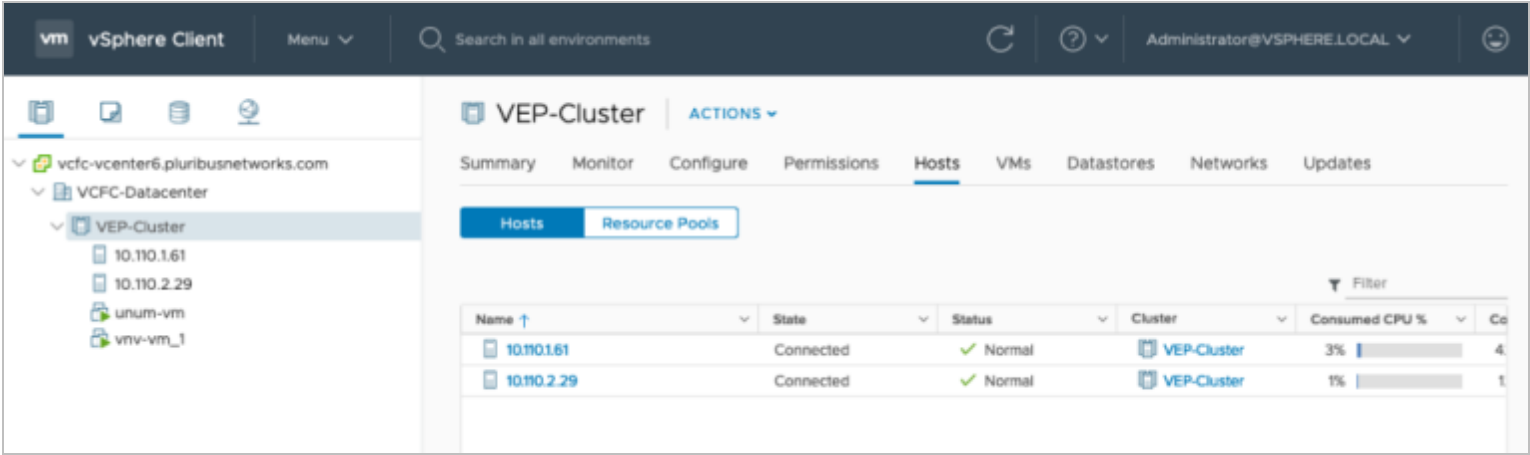 vm vSphere Client Menu Search in all environments Administrator@VSPHERE.LOCAL
VEP-Cluster ACTIONS
vcfc-vcenter6.pluribusnetworks.com
VCFC-Datacenter
VEP-Cluster
10.110.1.61
10.110.2.29
unum-vm
vnv-vm_1
Summary Monitor Configure Permissions Hosts VMs Datastores Networks Updates
Hosts Resource Pools
Filter
Name State Status Cluster Consumed CPU % Co
10.110.1.61 Connected Normal VEP-Cluster 3% 4.
10.110.2.29 Connected Normal VEP-Cluster 1% 1.